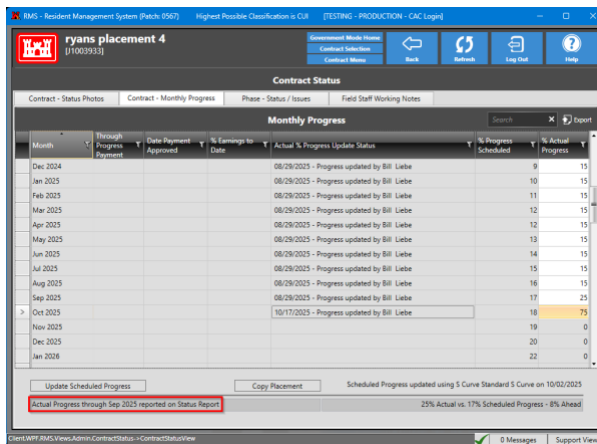 RMS - Resident Management System (Patch: 0567) Highest Possible Classification is CUI [TESTING - PRODUCTION - CAC Login]
ryans placement 4
[J1003933]
Government Mode Home
Contract Selection
Contract Menu
Back Refresh Log Out Help
Contract Status
Contract - Status Photos Contract - Monthly Progress Phase - Status / Issues Field Staff Working Notes
Monthly Progress Search Export
Month Through Progress Payment Date Payment Approved % Earnings to Date Actual % Progress Update Status % Progress Scheduled % Actual Progress
Dec 2024 08/29/2025 - Progress updated by Bill Liebe 9 15
Jan 2025 08/29/2025 - Progress updated by Bill Liebe 10 15
Feb 2025 08/29/2025 - Progress updated by Bill Liebe 11 15
Mar 2025 08/29/2025 - Progress updated by Bill Liebe 12 15
Apr 2025 08/29/2025 - Progress updated by Bill Liebe 12 15
May 2025 08/29/2025 - Progress updated by Bill Liebe 13 15
Jun 2025 08/29/2025 - Progress updated by Bill Liebe 14 15
Jul 2025 08/29/2025 - Progress updated by Bill Liebe 15 15
Aug 2025 08/29/2025 - Progress updated by Bill Liebe 16 15
Sep 2025 08/29/2025 - Progress updated by Bill Liebe 17 25
Oct 2025 10/17/2025 - Progress updated by Bill Liebe 18 75
Nov 2025 19 0
Dec 2025 20 0
Jan 2026 22 0
Update Scheduled Progress Copy Placement Scheduled Progress updated using S Curve Standard S Curve on 10/02/2025
Actual Progress through Sep 2025 reported on Status Report 25% Actual vs. 17% Scheduled Progress - 8% Ahead
Client.WPF.RMS.Views.Admin.ContractStatus->ContractStatusView 0 Messages Support View